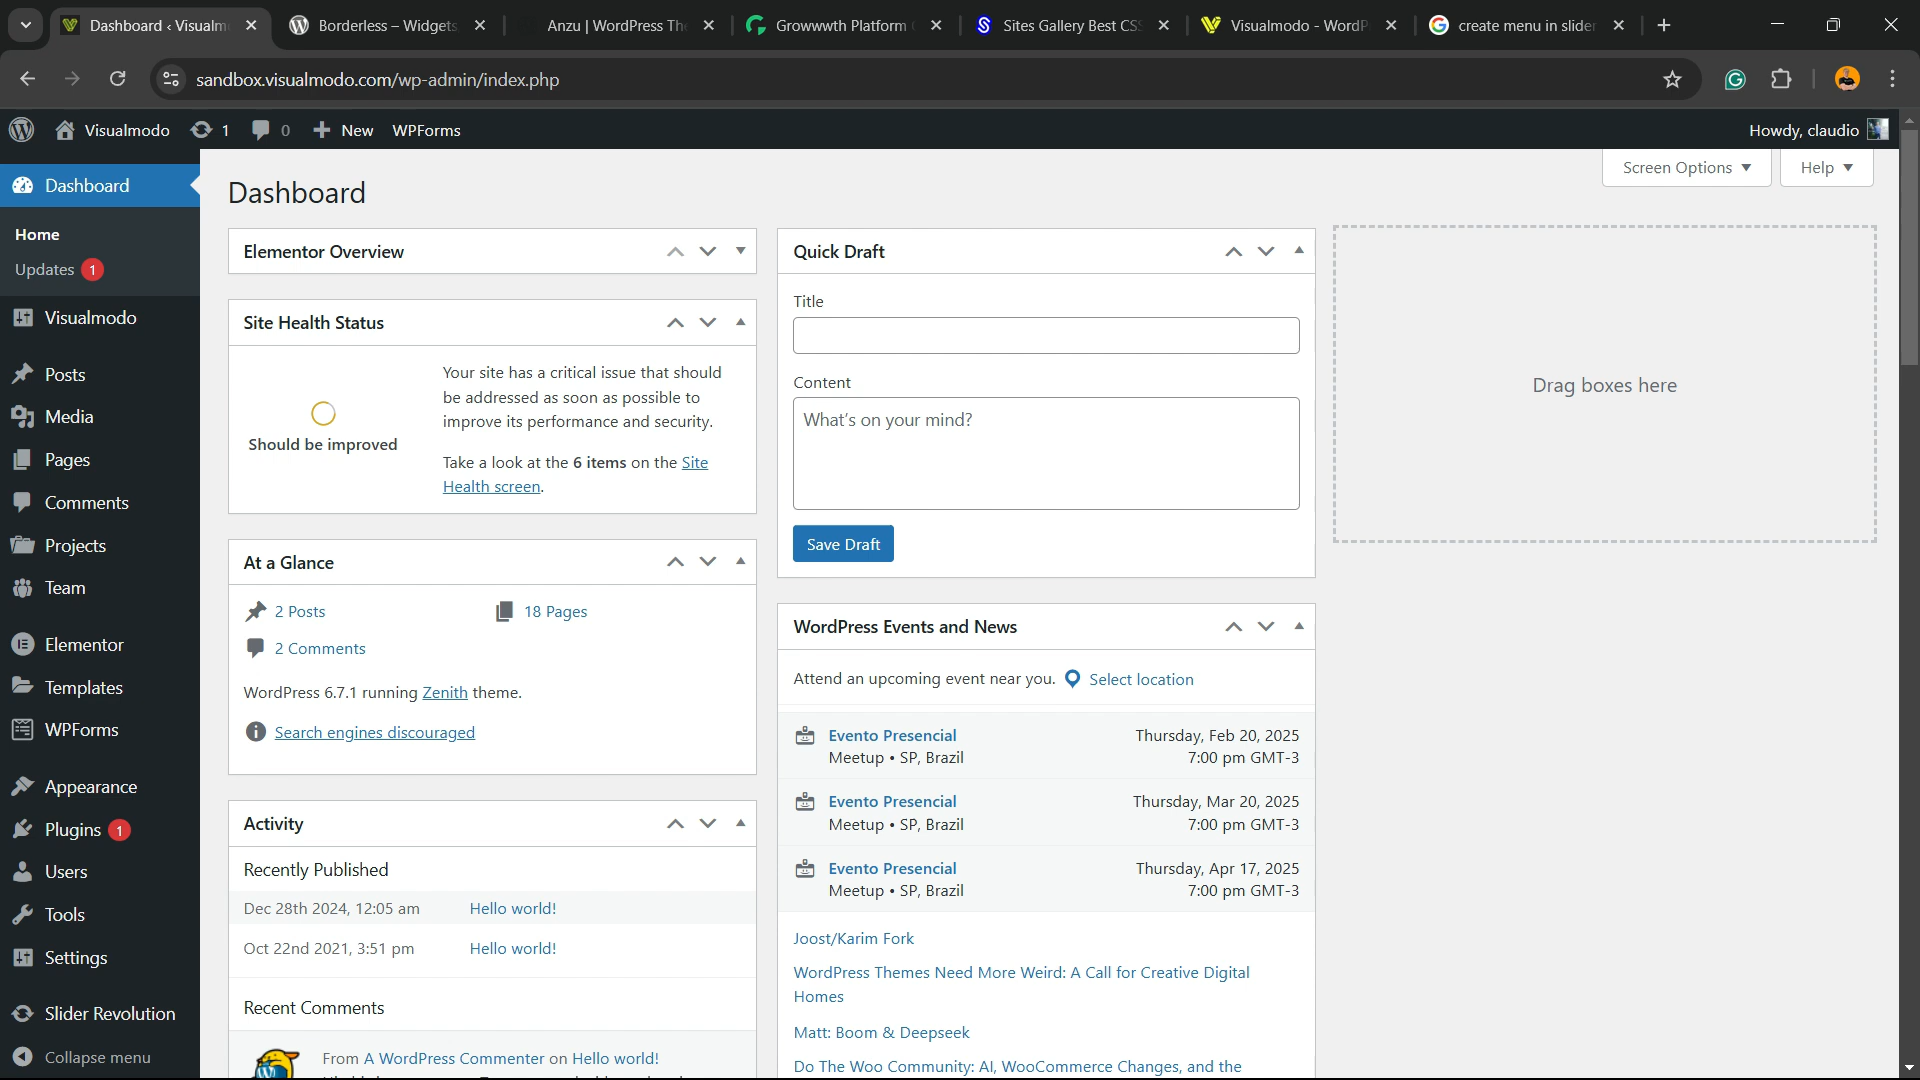 Dashboard ‹ Visualm
Borderless – Widgets
Anzu | WordPress Th
Growwwth Platform
Sites Gallery Best CS
Visualmodo - WordP
create menu in slider
sandbox.visualmodo.com/wp-admin/index.php
Visualmodo
1
0
New
WPForms
Howdy, claudio
Dashboard
Home
Updates 1
Visualmodo
Posts
Media
Pages
Comments
Projects
Team
Elementor
Templates
WPForms
Appearance
Plugins 1
Users
Tools
Settings
Slider Revolution
Collapse menu
Screen Options
Help
Dashboard
Elementor Overview
Site Health Status
Should be improved
Your site has a critical issue that should
be addressed as soon as possible to
improve its performance and security.
Take a look at the 6 items on the Site
Health screen.
At a Glance
2 Posts
18 Pages
2 Comments
WordPress 6.7.1 running Zenith theme.
Search engines discouraged
Activity
Recently Published
Dec 28th 2024, 12:05 am
Hello world!
Oct 22nd 2021, 3:51 pm
Hello world!
Recent Comments
From A WordPress Commenter on Hello world!
Quick Draft
Title
Content
What's on your mind?
Save Draft
WordPress Events and News
Attend an upcoming event near you.
Select location
Evento Presencial
Meetup • SP, Brazil
Thursday, Feb 20, 2025
7:00 pm GMT-3
Evento Presencial
Meetup • SP, Brazil
Thursday, Mar 20, 2025
7:00 pm GMT-3
Evento Presencial
Meetup • SP, Brazil
Thursday, Apr 17, 2025
7:00 pm GMT-3
Joost/Karim Fork
WordPress Themes Need More Weird: A Call for Creative Digital
Homes
Matt: Boom & Deepseek
Do The Woo Community: AI, WooCommerce Changes, and the
Drag boxes here